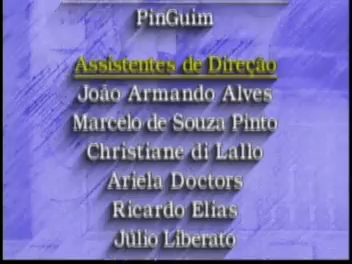 PinGuim
Assistentes de Direção
João Armando Alves
Marcelo de Souza Pinto
Christiane di Lallo
Ariela Doctors
Ricardo Elias
Júlio Liberato